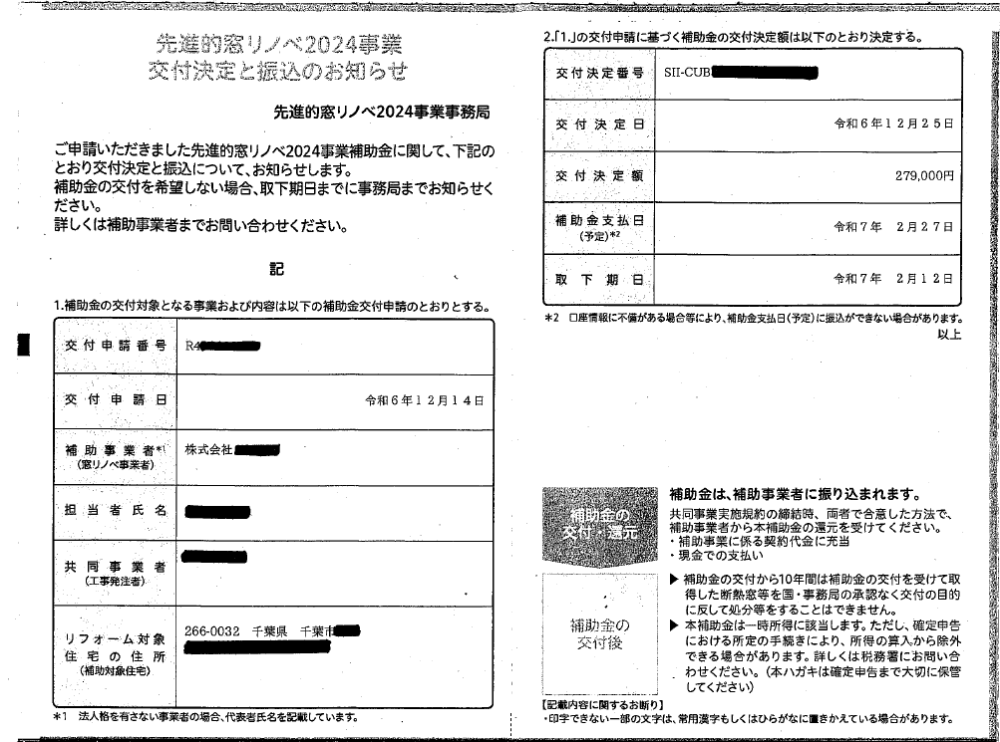 先進的窓リノベ2024事業
交付決定と振込のお知らせ
先進的窓リノベ2024事業事務局
ご申請いただきました先進的窓リノベ2024事業補助金に関して、下記の
とおり交付決定と振込について、お知らせします。
補助金の交付を希望しない場合、取下期日までに事務局までお知らせく
ださい。
詳しくは補助事業者までお問い合わせください。
記
1.補助金の交付対象となる事業および内容は以下の補助金交付申請のとおりとする。
交付申請番号 R4
交付申請日 令和6年12月14日
補助事業者*1 株式会社
(窓リノベ事業者)
担当者氏名
共同事業者
(工事発注者)
リフォーム対象 266-0032 千葉県 千葉市
住宅の住所
(補助対象住宅)
*1 法人格を有さない事業者の場合、代表者氏名を記載しています。
2.「1.」の交付申請に基づく補助金の交付決定額は以下のとおり決定する。
交付決定番号 SII-CUB
交付決定日 令和6年12月25日
交付決定額 279,000円
補助金支払日 令和7年 2月27日
(予定)*2
取下期日 令和7年 2月12日
*2 口座情報に不備がある場合等により、補助金支払日(予定)に振込ができない場合があります。
以上
補助金の
交付・還元
補助金は、補助事業者に振り込まれます。
共同事業実施規約の締結時、両者で合意した方法で、
補助事業者から本補助金の還元を受けてください。
・補助事業に係る契約代金に充当
・現金での支払い
補助金の
交付後
▶ 補助金の交付から10年間は補助金の交付を受けて取
得した断熱窓等を国・事務局の承認なく交付の目的
に反して処分等をすることはできません。
▶ 本補助金は一時所得に該当します。ただし、確定申告
における所定の手続きにより、所得の算入から除外
できる場合があります。詳しくは税務署にお問い合
わせください。(本ハガキは確定申告まで大切に保管
してください)
【記載内容に関するお断り】
・印字できない一部の文字は、常用漢字もしくはひらがなに置きかえている場合があります。